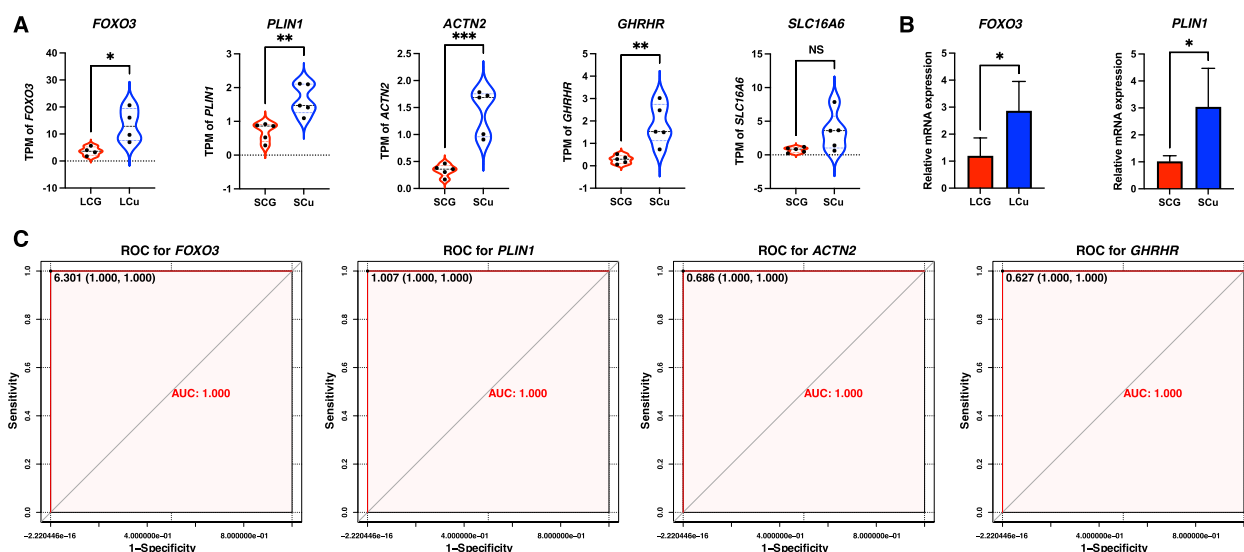 A
FOXO3
*
TPM of FOXO3
40
30
20
10
0
-10
LCG LCu
PLIN1
**
TPM of PLIN1
3
2
1
0
-1
SCG SCu
ACTN2
***
TPM of ACTN2
2.5
2.0
1.5
1.0
0.5
0.0
SCG SCu
GHRHR
**
TPM of GHRHR
6
5
4
3
2
1
0
-1
SCG SCu
SLC16A6
NS
TPM of SLC16A6
15
10
5
0
-5
SCG SCu
B
FOXO3
*
Relative mRNA expression
5
4
3
2
1
0
LCG LCu
PLIN1
*
Relative mRNA expression
5
4
3
2
1
0
SCG SCu
C
ROC for FOXO3
6.301 (1.000, 1.000)
AUC: 1.000
Sensitivity
1.0
0.8
0.6
0.4
0.2
0.0
−2.220446e−16 4.000000e−01 8.000000e−01
1−Specificity
ROC for PLIN1
1.007 (1.000, 1.000)
AUC: 1.000
Sensitivity
1.0
0.8
0.6
0.4
0.2
0.0
−2.220446e−16 4.000000e−01 8.000000e−01
1−Specificity
ROC for ACTN2
0.686 (1.000, 1.000)
AUC: 1.000
Sensitivity
1.0
0.8
0.6
0.4
0.2
0.0
−2.220446e−16 4.000000e−01 8.000000e−01
1−Specificity
ROC for GHRHR
0.627 (1.000, 1.000)
AUC: 1.000
Sensitivity
1.0
0.8
0.6
0.4
0.2
0.0
−2.220446e−16 4.000000e−01 8.000000e−01
1−Specificity